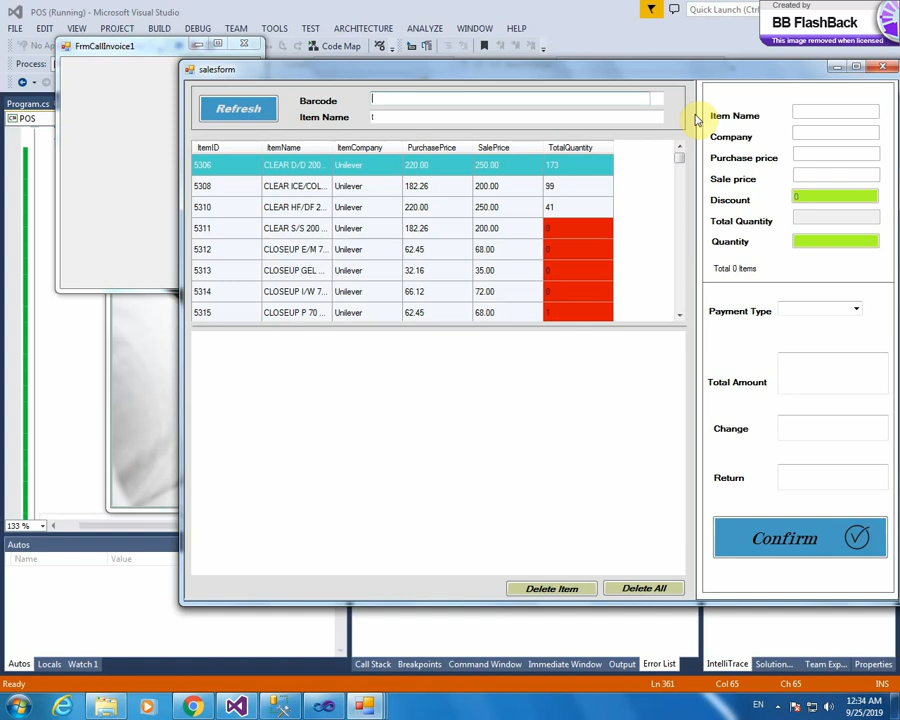 POS (Running) - Microsoft Visual Studio
Quick Launch (Ctrl
Created by
BB FlashBack
This image removed when licensed
FILE EDIT VIEW PROJECT BUILD DEBUG TEAM TOOLS TEST ARCHITECTURE ANALYZE WINDOW HELP
No Ap
FrmCallInvoice1
Code Map
Process:
salesform
Program.cs
POS
Refresh
Barcode
Item Name t
ItemID ItemName ItemCompany PurchasePrice SalePrice TotalQuantity
5306 CLEAR D/D 200... Unilever 220.00 250.00 173
5308 CLEAR ICE/COL... Unilever 182.26 200.00 99
5310 CLEAR HF/DF 2... Unilever 220.00 250.00 41
5311 CLEAR S/S 200 ... Unilever 182.26 200.00 0
5312 CLOSEUP E/M 7... Unilever 62.45 68.00 0
5313 CLOSEUP GEL ... Unilever 32.16 35.00 0
5314 CLOSEUP I/W 7... Unilever 66.12 72.00 0
5315 CLOSEUP P 70 ... Unilever 62.45 68.00 1
Item Name
Company
Purchase price
Sale price
Discount 0
Total Quantity
Quantity
Total 0 Items
Payment Type
Total Amount
Change
Return
Confirm
Delete Item Delete All
133 %
Autos
Name Value
Autos Locals Watch 1
Call Stack Breakpoints Command Window Immediate Window Output Error List
IntelliTrace Solution... Team Exp... Properties
Ready Ln 361 Col 65 Ch 65 INS
EN
12:34 AM
9/25/2019